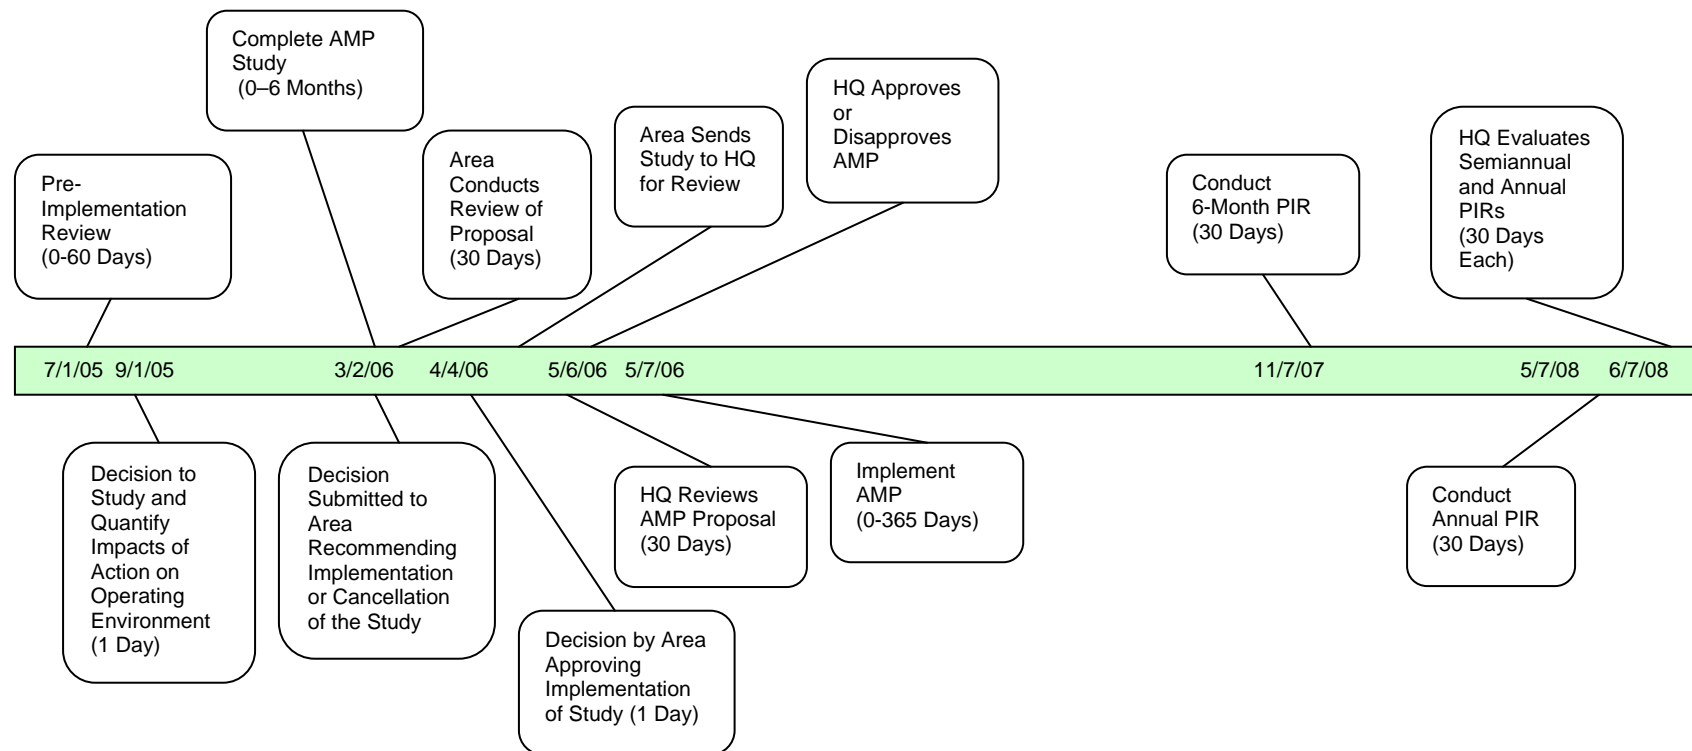 Complete AMP
Study
(0–6 Months)
HQ Approves
or
Disapproves
AMP
Area Sends
Study to HQ
for Review
HQ Evaluates
Semiannual
and Annual
PIRs
(30 Days
Each)
Area
Conducts
Review of
Proposal
(30 Days)
Pre-
Implementation
Review
(0-60 Days)
Conduct
6-Month PIR
(30 Days)
7/1/05 9/1/05 3/2/06 4/4/06 5/6/06 5/7/06 11/7/07 5/7/08 6/7/08
Decision to
Study and
Quantify
Impacts of
Action on
Operating
Environment
(1 Day)
Decision
Submitted to
Area
Recommending
Implementation
or Cancellation
of the Study
Decision by Area
Approving
Implementation
of Study (1 Day)
HQ Reviews
AMP Proposal
(30 Days)
Implement
AMP
(0-365 Days)
Conduct
Annual PIR
(30 Days)